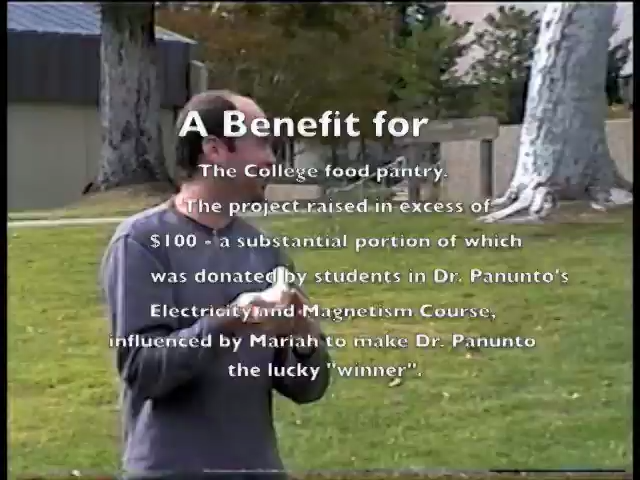 A Benefit for
The College food pantry.
The project raised in excess of
$100 - a substantial portion of which
was donated by students in Dr. Panunto's
Electricity and Magnetism Course,
influenced by Mariah to make Dr. Panunto
the lucky "winner".